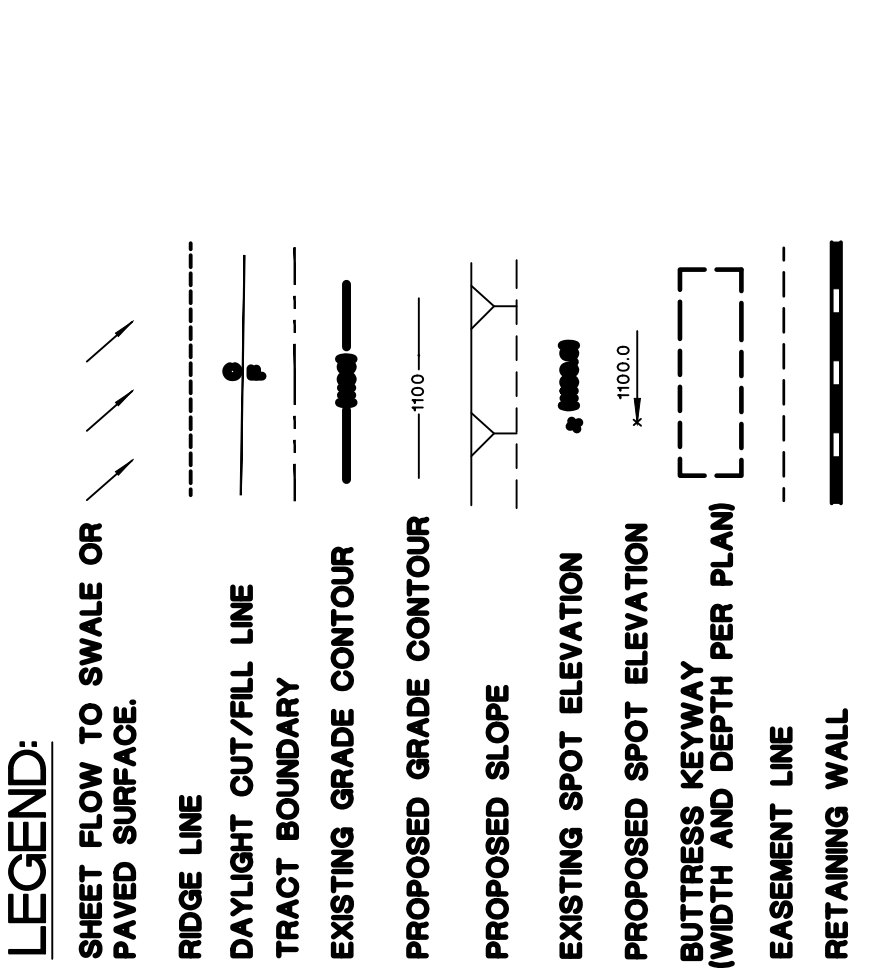 LEGEND:
SHEET FLOW TO SWALE OR
PAVED SURFACE.
RIDGE LINE
DAYLIGHT CUT/FILL LINE
C
F
TRACT BOUNDARY
EXISTING GRADE CONTOUR
PROPOSED GRADE CONTOUR
1100
PROPOSED SLOPE
EXISTING SPOT ELEVATION
PROPOSED SPOT ELEVATION
1100.0
x
BUTTRESS KEYWAY
(WIDTH AND DEPTH PER PLAN)
EASEMENT LINE
RETAINING WALL